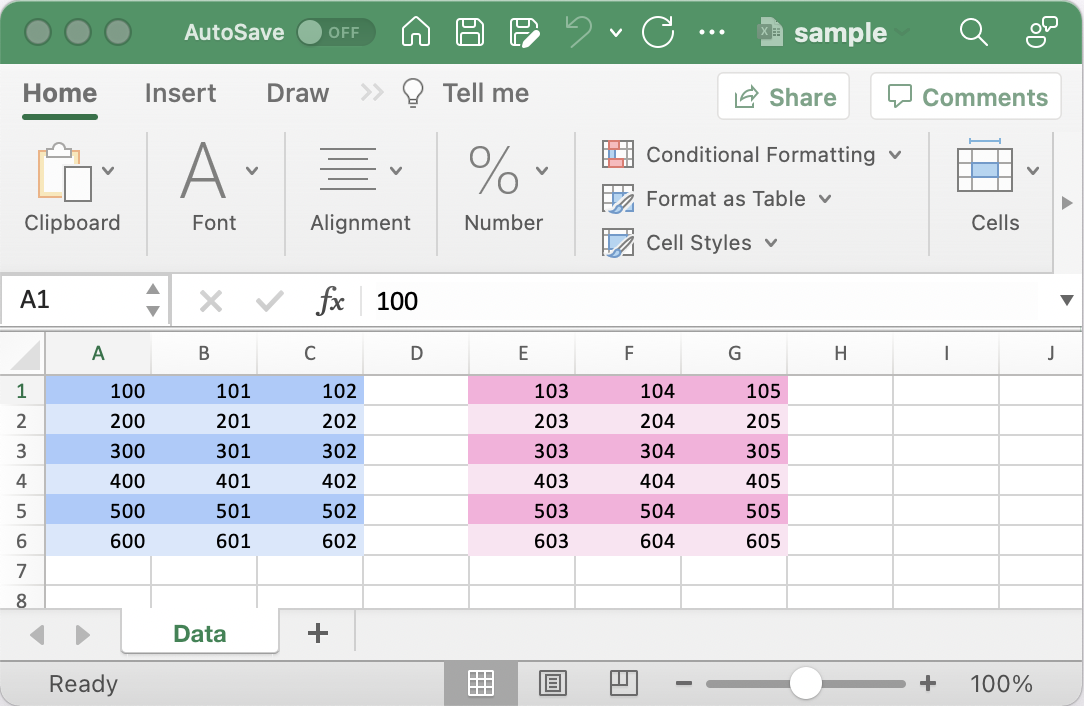 AutoSave OFF sample
Home Insert Draw Tell me Share Comments
Clipboard Font Alignment Number Conditional Formatting Format as Table Cell Styles Cells
A1 fx 100
A B C D E F G H I J
1 100 101 102 103 104 105
2 200 201 202 203 204 205
3 300 301 302 303 304 305
4 400 401 402 403 404 405
5 500 501 502 503 504 505
6 600 601 602 603 604 605
7
8
Data
Ready 100%